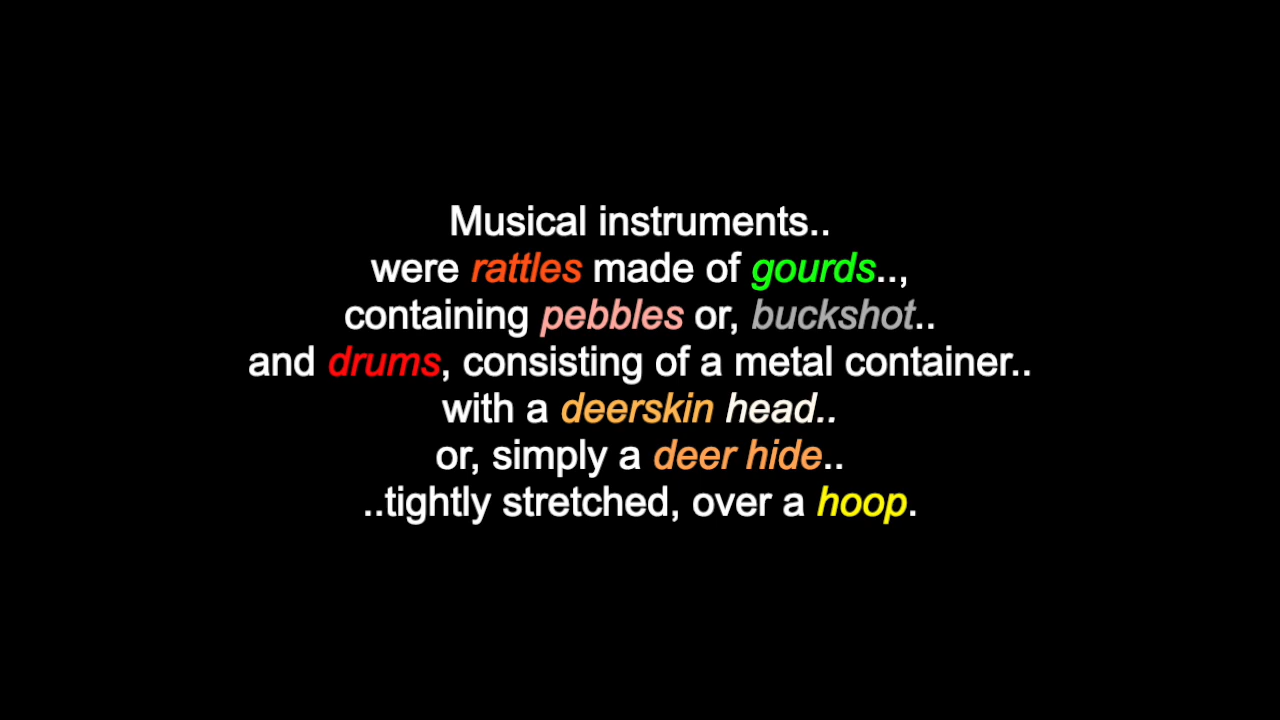 Musical instruments..
were rattles made of gourds..,
containing pebbles or, buckshot..
and drums, consisting of a metal container..
with a deerskin head..
or, simply a deer hide..
..tightly stretched, over a hoop.